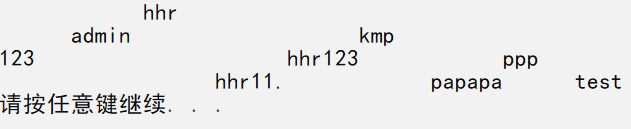 hhr
admin kmp
123 hhr123 ppp
hhr11. papapa test
请按任意键继续. . .